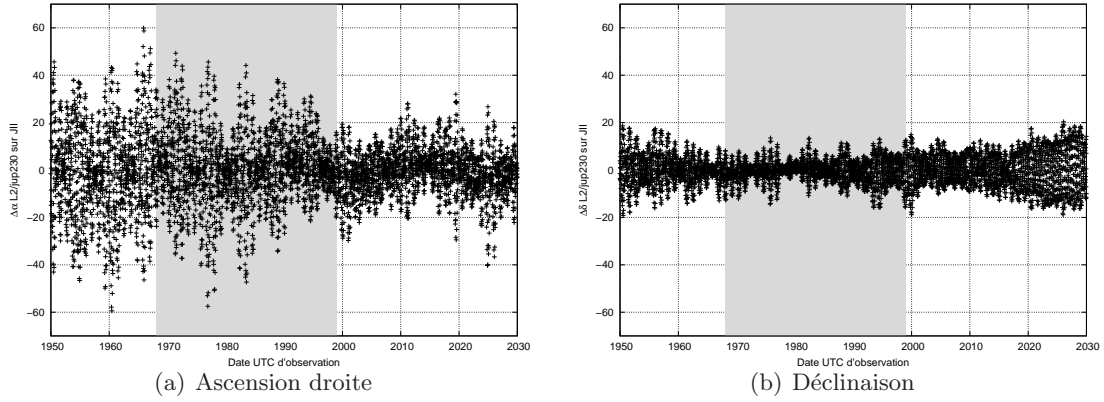 60
40
20
0
−20
−40
−60
1950 1960 1970 1980 1990 2000 2010 2020 2030
Δα L2/jup230 sur JII
Date UTC d'observation
(a) Ascension droite
60
40
20
0
−20
−40
−60
1950 1960 1970 1980 1990 2000 2010 2020 2030
Δδ L2/jup230 sur JII
Date UTC d'observation
(b) Déclinaison